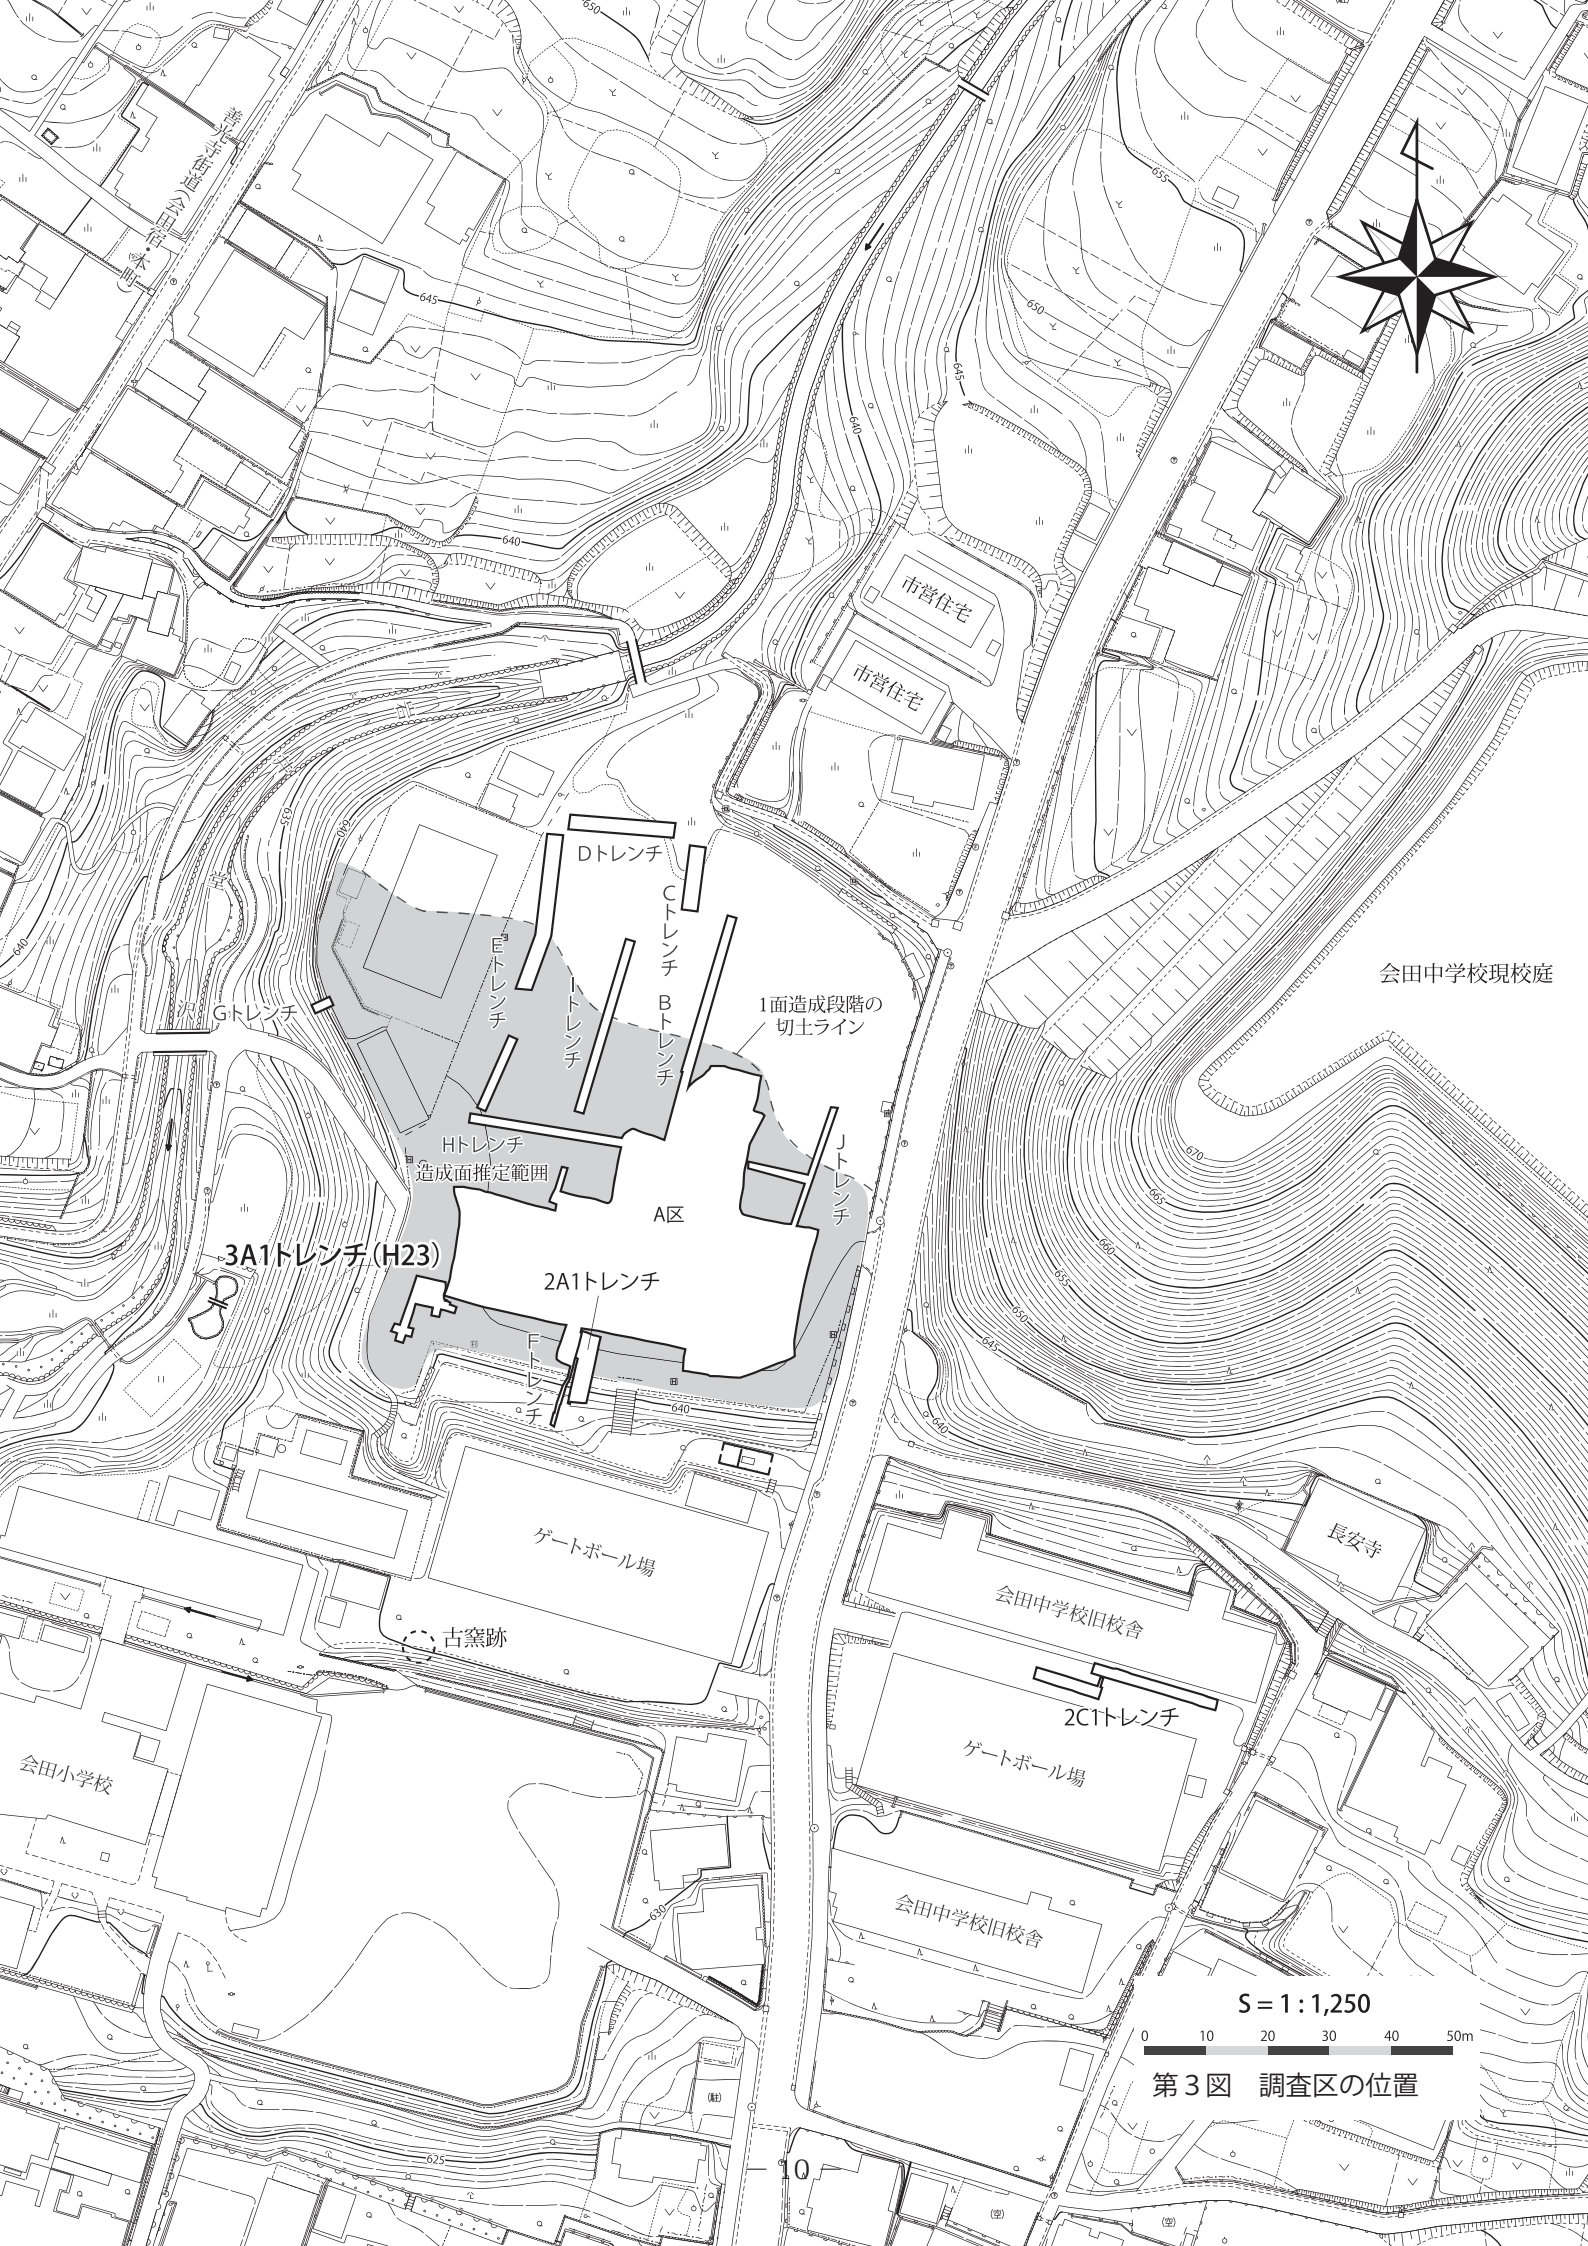 650
善光寺街道(会田宿・本町)
655
645
650
645
640
640
市営住宅
市営住宅
635
640
Dトレンチ
Cトレンチ
堂
Eトレンチ
640
会田中学校現校庭
Iトレンチ
Bトレンチ
1面造成段階の
切土ライン
沢
Gトレンチ
Hトレンチ
Jトレンチ
670
造成面推定範囲
665
A区
660
3A1トレンチ(H23)
2A1トレンチ
655
650
645
Fトレンチ
640
640
ゲートボール場
長安寺
会田中学校旧校舎
古窯跡
2C1トレンチ
ゲートボール場
会田小学校
会田中学校旧校舎
630
S = 1 : 1,250
0 10 20 30 40 50m
第3図 調査区の位置
(駐)
625
10
(空)
(空)